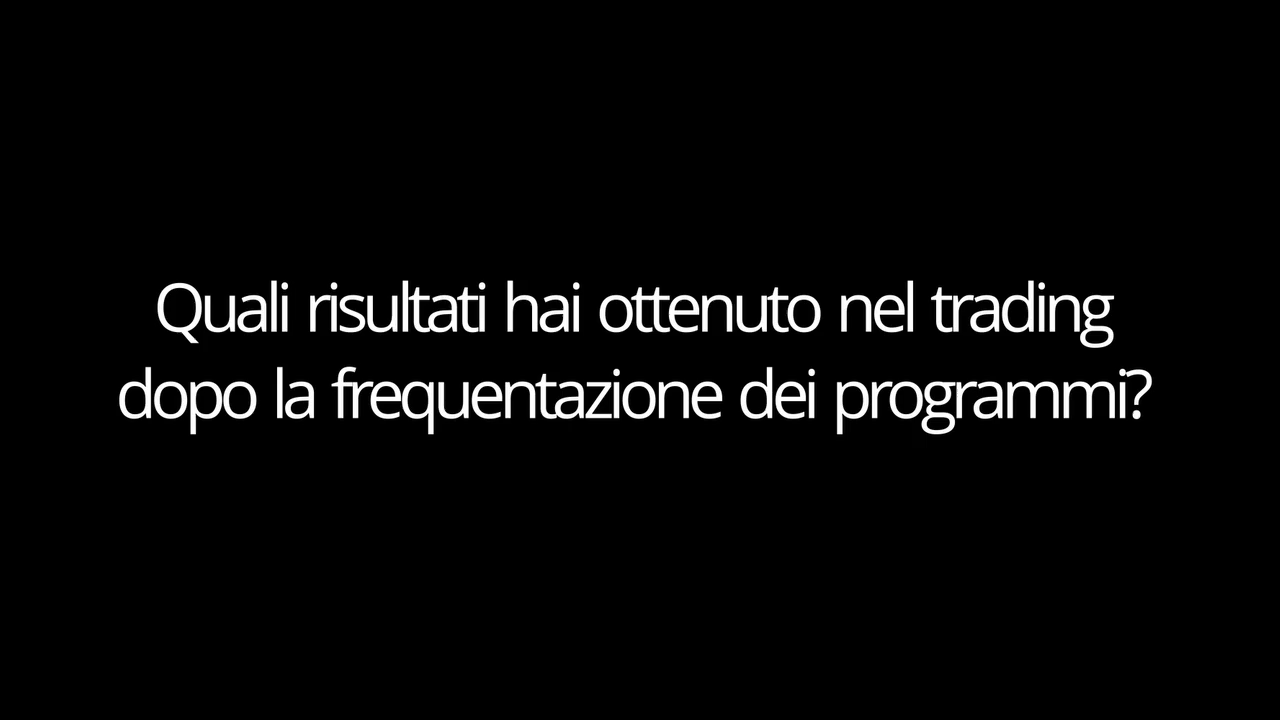 Quali risultati hai ottenuto nel trading
dopo la frequentazione dei programmi?